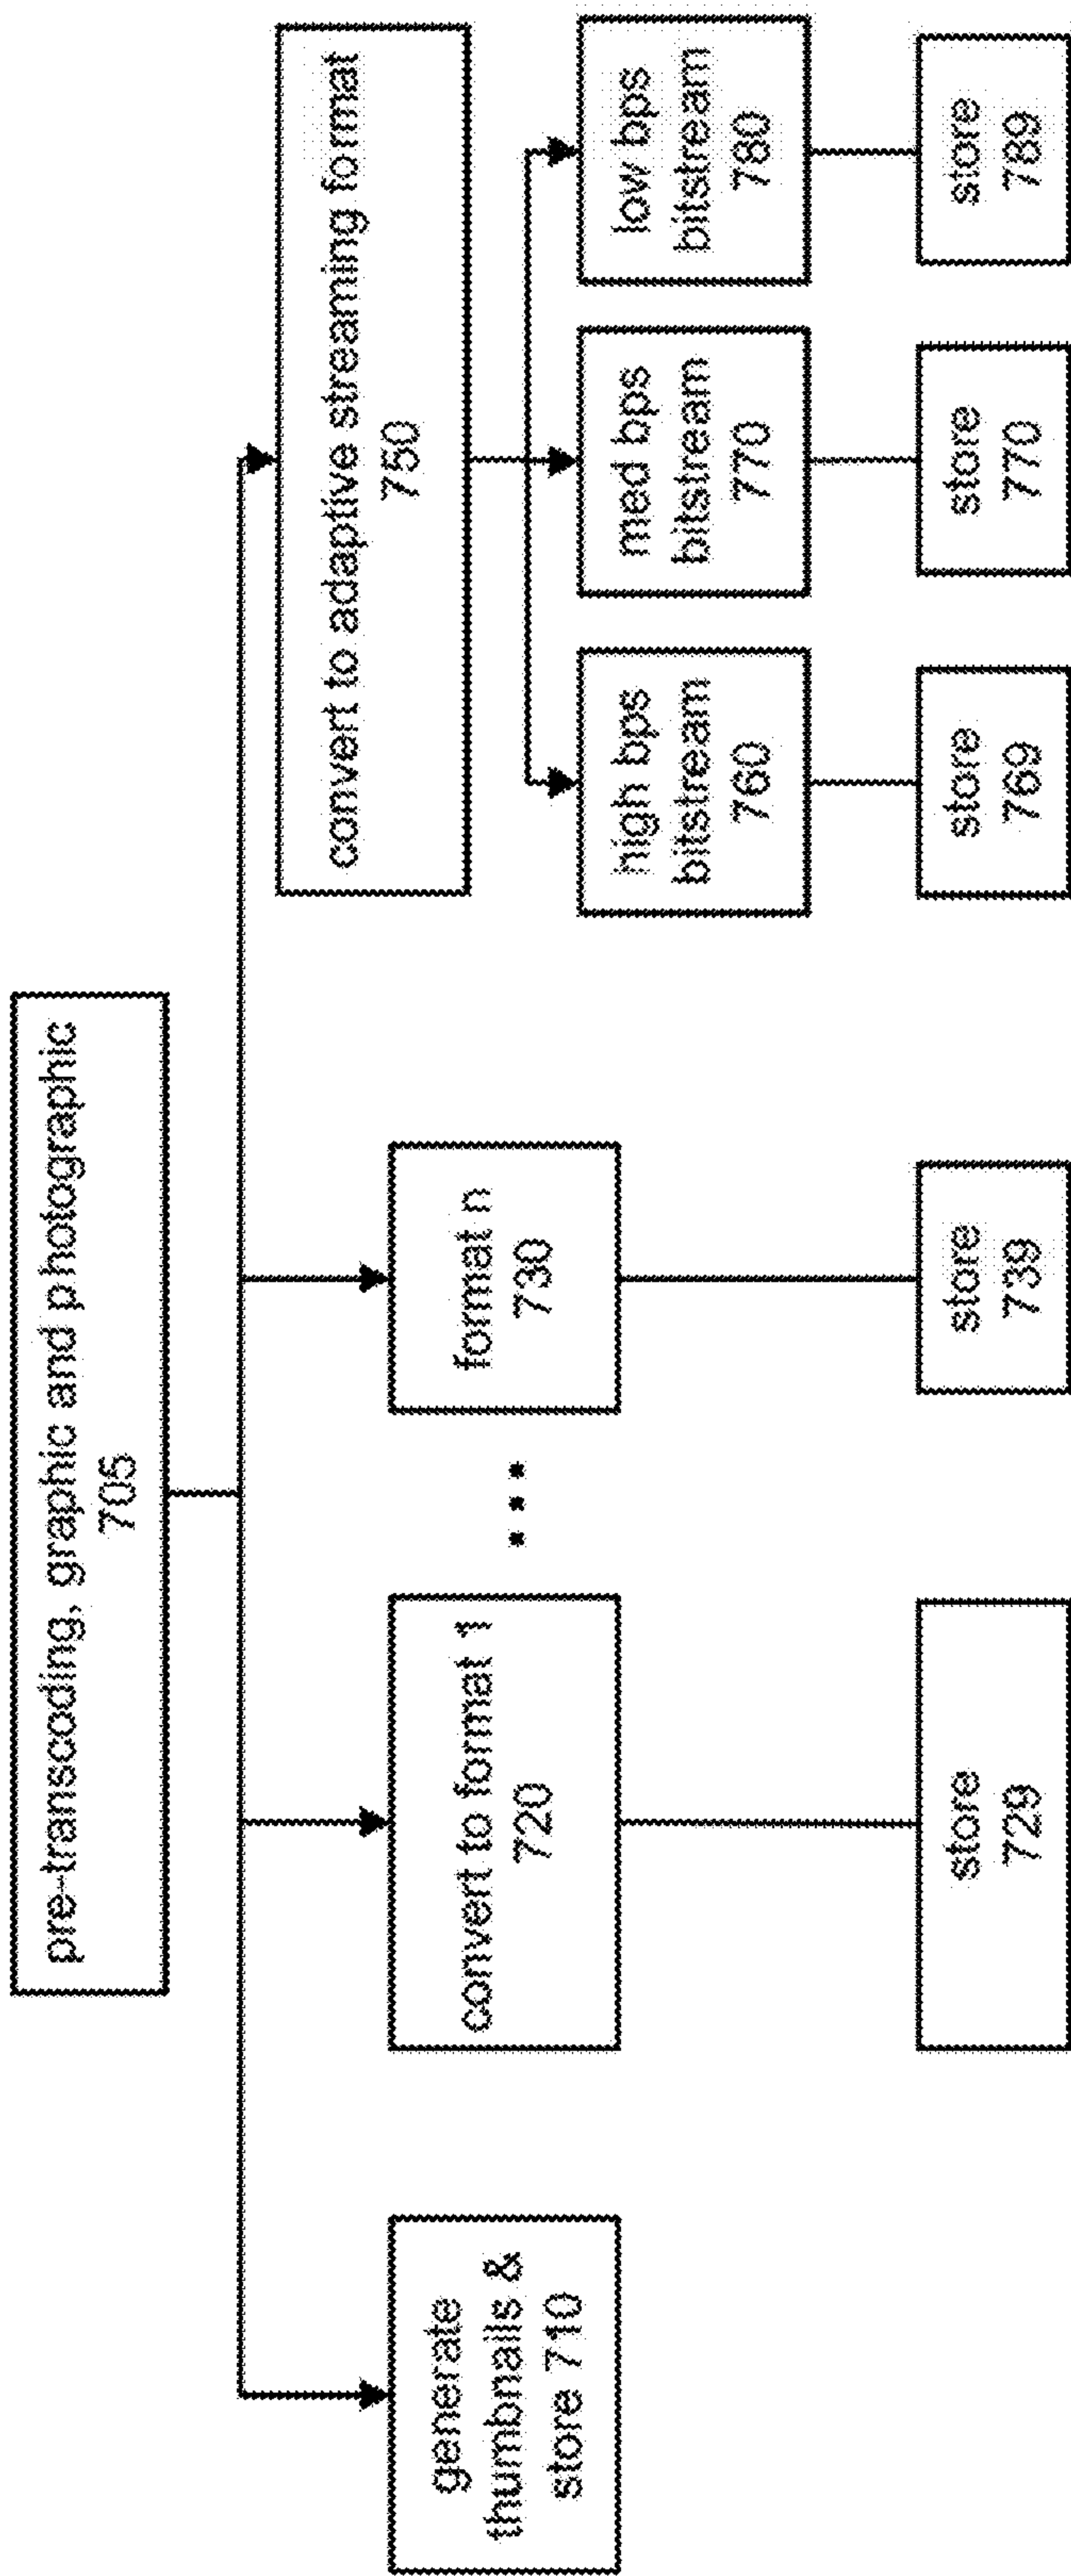 pre-transcoding, graphic and photographic
705
generate
thumbnails &
store 710
convert to format 1
720
format n
730
convert to adaptive streaming format
750
high bps
bitstream
760
med bps
bitstream
770
low bps
bitstream
780
store
729
store
739
store
769
store
770
store
789